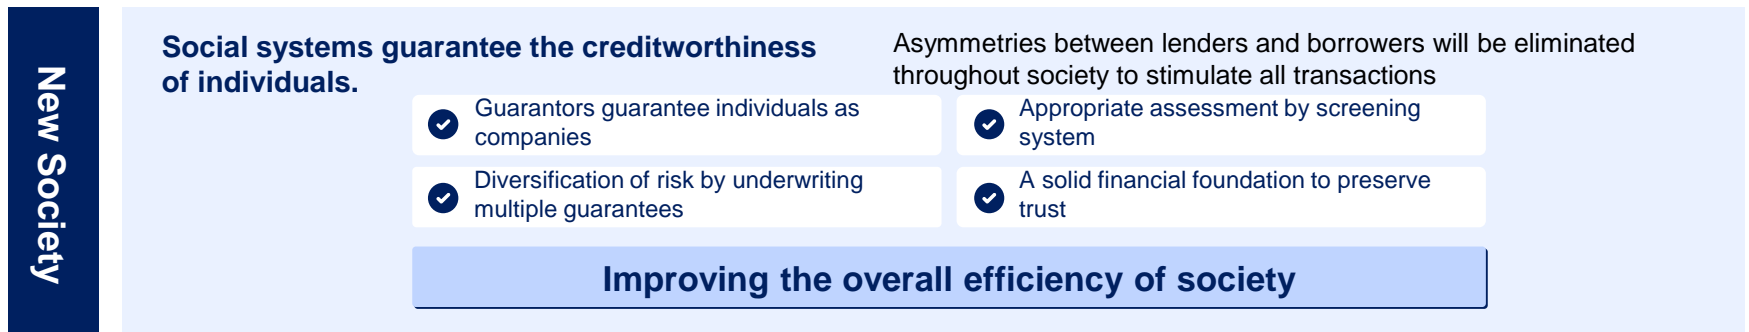 New Society
Social systems guarantee the creditworthiness
of individuals.
Asymmetries between lenders and borrowers will be eliminated
throughout society to stimulate all transactions
Guarantors guarantee individuals as
companies
Appropriate assessment by screening
system
Diversification of risk by underwriting
multiple guarantees
A solid financial foundation to preserve
trust
Improving the overall efficiency of society